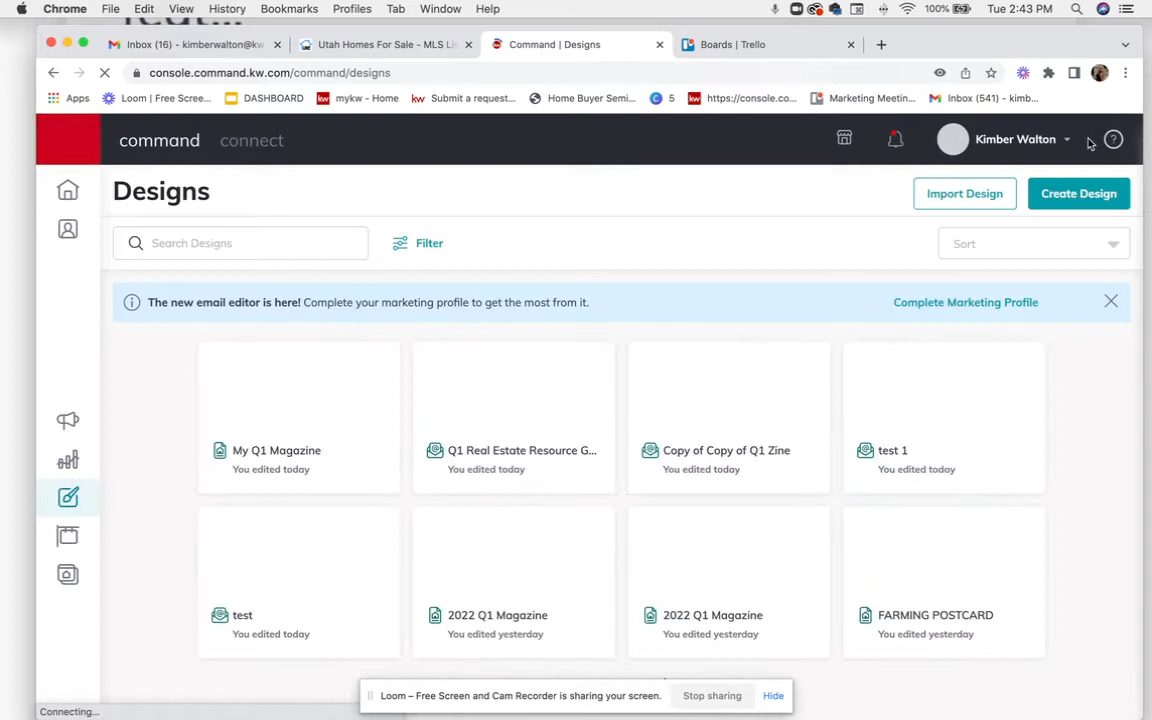 Chrome File Edit View History Bookmarks Profiles Tab Window Help 100% Tue 2:43 PM
Inbox (16) - kimberwalton@kw Utah Homes For Sale - MLS Li Command | Designs Boards | Trello
console.command.kw.com/command/designs
Apps Loom | Free Scree... DASHBOARD kw mykw - Home kw Submit a request... Home Buyer Semi... C 5 kw https://console.co... Marketing Meetin... Inbox (541) - kimb...
command connect Kimber Walton ?
Designs Import Design Create Design
Search Designs Filter Sort
The new email editor is here! Complete your marketing profile to get the most from it. Complete Marketing Profile
My Q1 Magazine Q1 Real Estate Resource G... Copy of Copy of Q1 Zine test 1
You edited today You edited today You edited today You edited today
test 2022 Q1 Magazine 2022 Q1 Magazine FARMING POSTCARD
You edited today You edited yesterday You edited yesterday You edited yesterday
Loom – Free Screen and Cam Recorder is sharing your screen. Stop sharing Hide
Connecting...